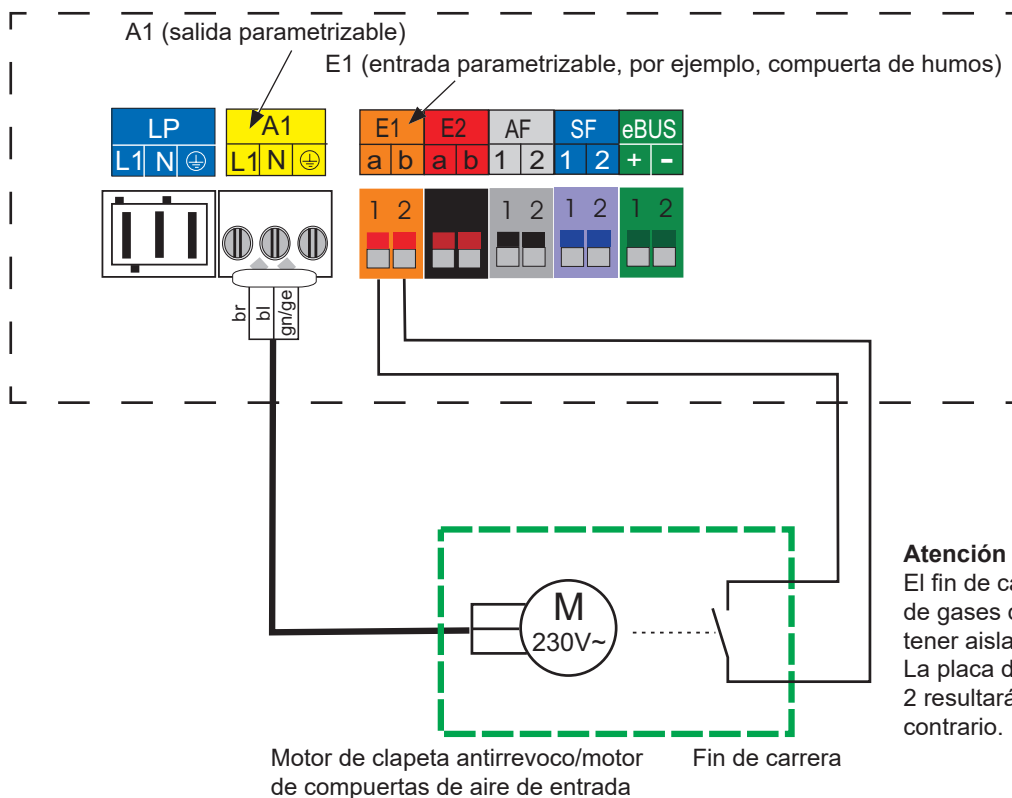 A1 (salida parametrizable)
E1 (entrada parametrizable, por ejemplo, compuerta de humos)
LP A1 E1 E2 AF SF eBUS
L1 N L1 N a b a b 1 2 1 2 + -
1 2 1 2 1 2 1 2
br
bl
gn/ge
M
230V~
Atención
El fin de
de gases
tener
La placa
2
contrario.
Motor de clapeta antirrevoco/motor
de compuertas de aire de entrada
Fin de carrera